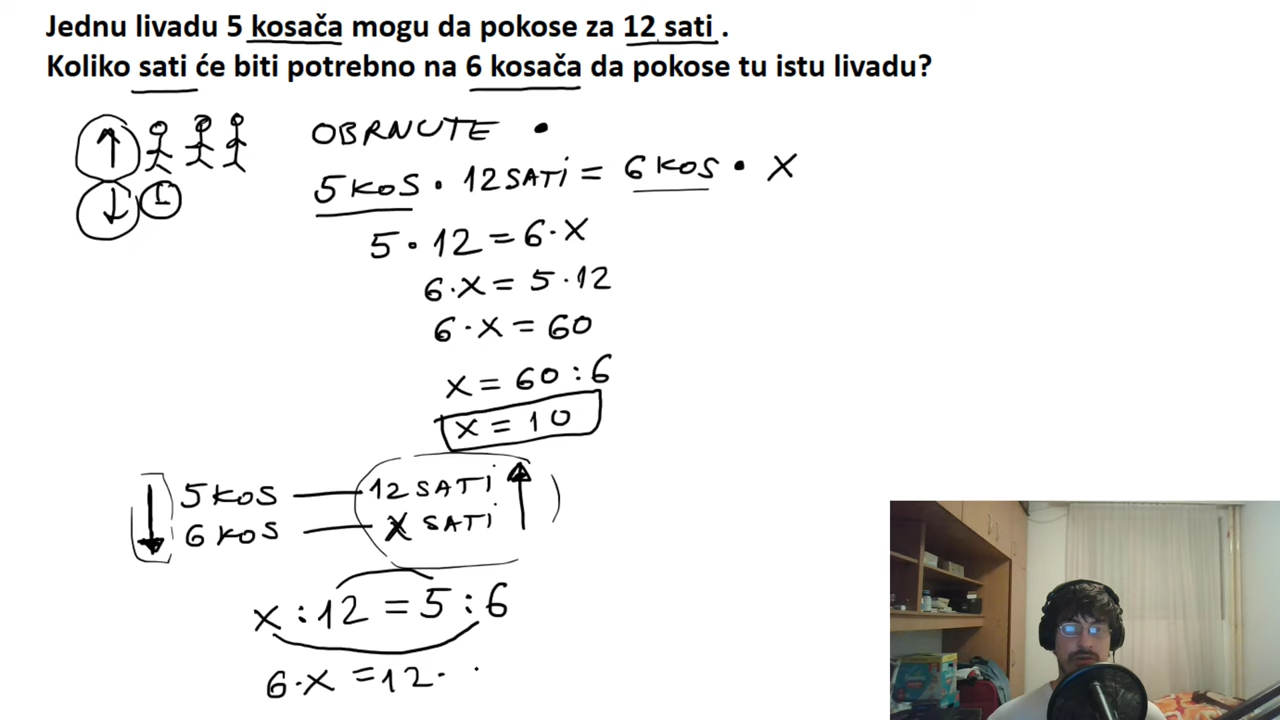 Jednu livadu 5 kosača mogu da pokose za 12 sati .
Koliko sati će biti potrebno na 6 kosača da pokose tu istu livadu?
OBRNUTE •
5 KOS · 12 SATI = 6 KOS · X
5 · 12 = 6 · X
6 · X = 5 · 12
6 · X = 60
X = 60 : 6
X = 10
5 KOS — 12 SATI
6 KOS — X SATI
X : 12 = 5 : 6
6 · X = 12 ·